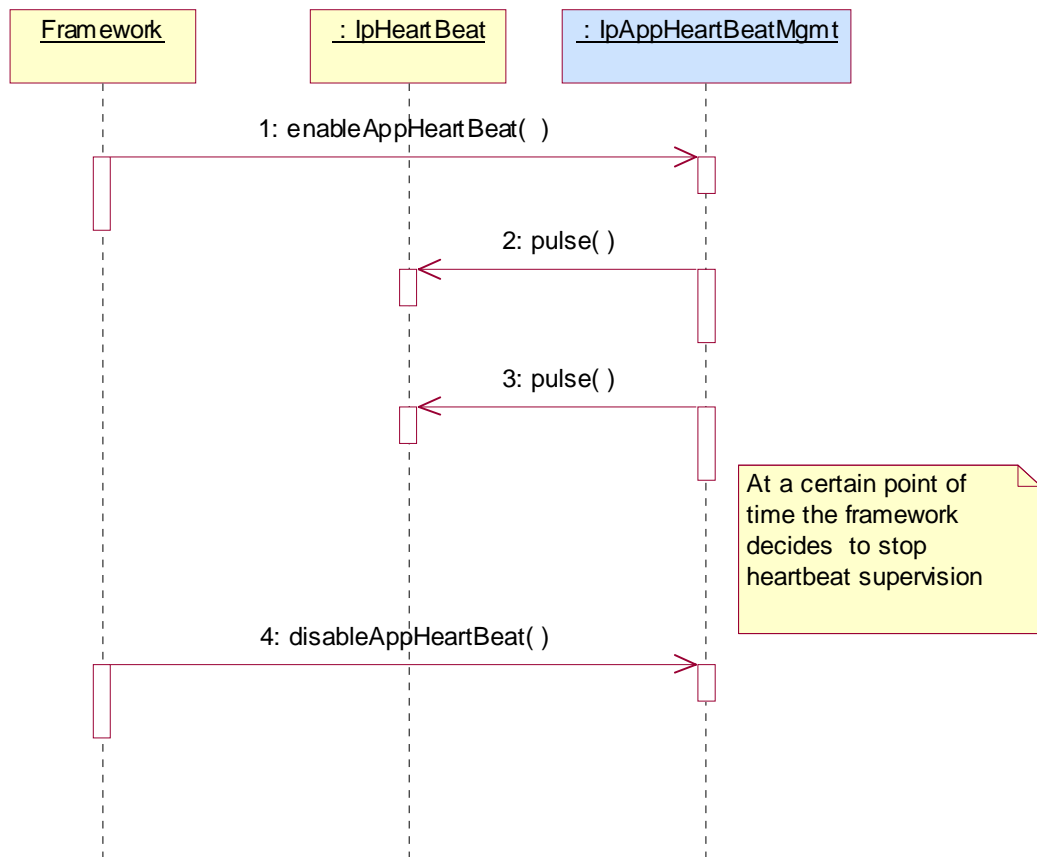 Framework
: IpHeartBeat
: IpAppHeartBeatMgmt
1: enableAppHeartBeat( )
2: pulse( )
3: pulse( )
At a certain point of
time the framework
decides to stop
heartbeat supervision
4: disableAppHeartBeat( )